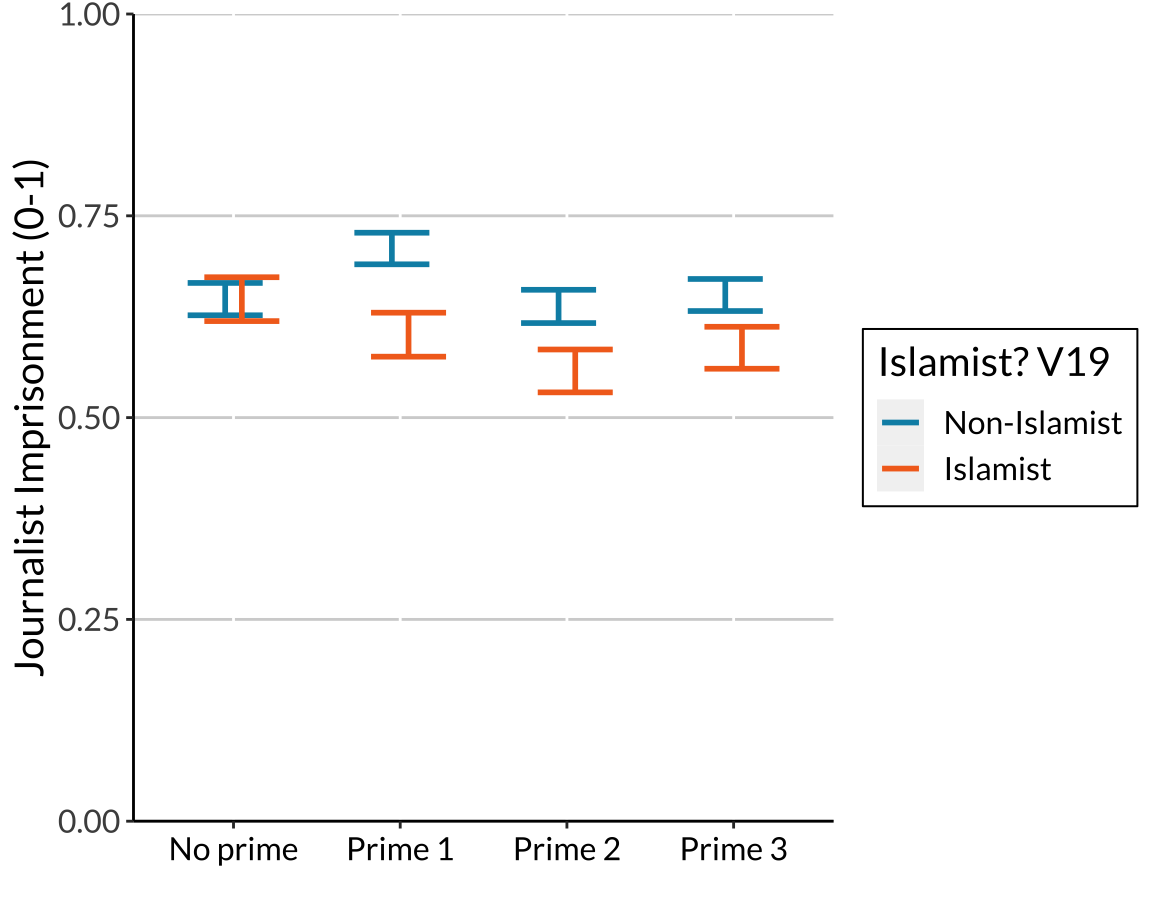 Journalist Imprisonment (0-1)
1.00
0.75
0.50
0.25
0.00
No prime
Prime 1
Prime 2
Prime 3
Islamist? V19
Non-Islamist
Islamist